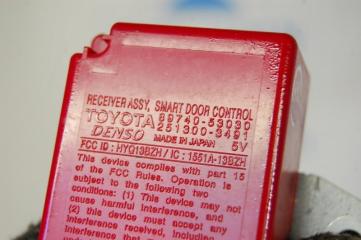 RECEIVER ASSY, SMART DOOR CONTROL
TOYOTA 89740-53030
DENSO 251300-3491
MADE IN JAPAN 5V
FCC ID : HYQ13BZH / IC : 1551A-13BZH
This device complies with part 15
of the FCC Rules. Operation is
subject to the following two
conditions: (1) This device may not
cause harmful interference, and
(2) this device must accept any
interference received, including